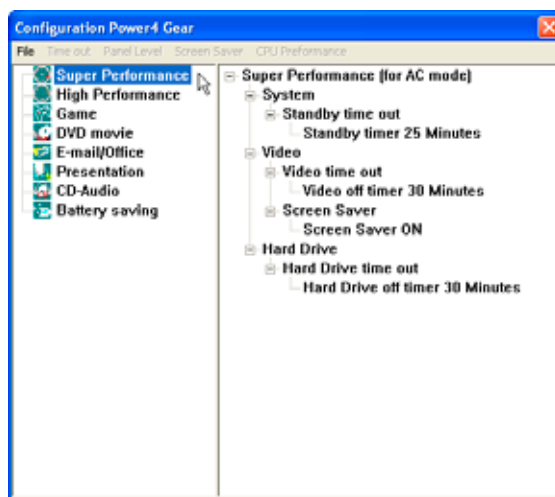 Configuration Power4 Gear
File Time out Panel Level Screen Saver CPU Preformance
Super Performance
High Performance
Game
DVD movie
E-mail/Office
Presentation
CD-Audio
Battery saving
Super Performance (for AC mode)
System
Standby time out
Standby timer 25 Minutes
Video
Video time out
Video off timer 30 Minutes
Screen Saver
Screen Saver ON
Hard Drive
Hard Drive time out
Hard Drive off timer 30 Minutes